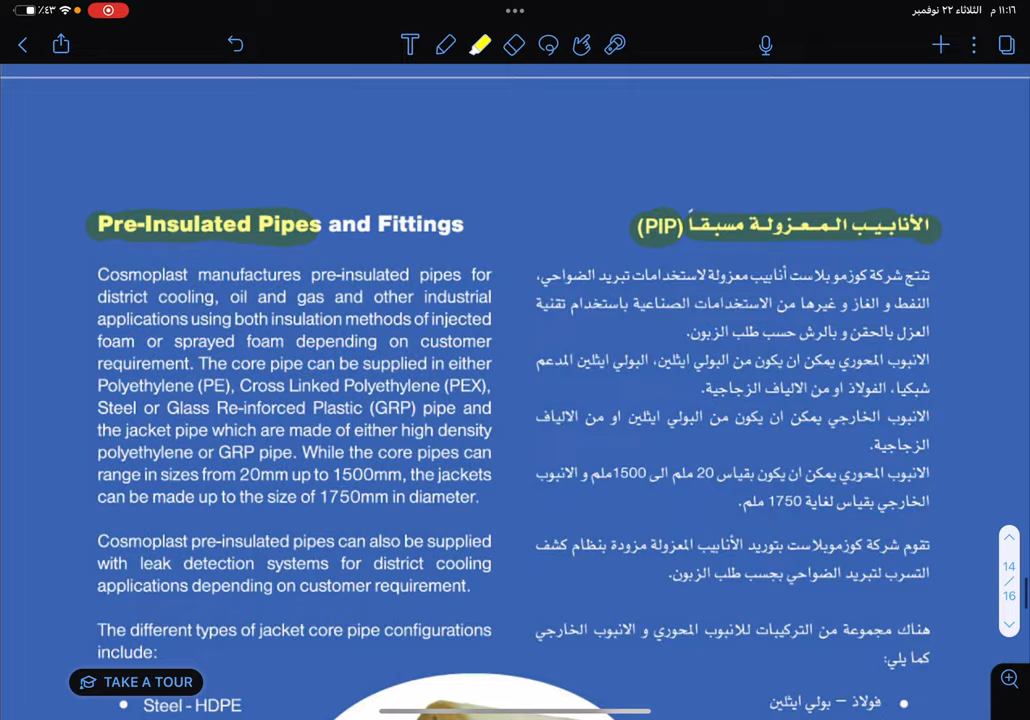 ٪٤٣
١١:١٦ م الثلاثاء ٢٢ نوفمبر
Pre-Insulated Pipes and Fittings
Cosmoplast manufactures pre-insulated pipes for
district cooling, oil and gas and other industrial
applications using both insulation methods of injected
foam or sprayed foam depending on customer
requirement. The core pipe can be supplied in either
Polyethylene (PE), Cross Linked Polyethylene (PEX),
Steel or Glass Re-inforced Plastic (GRP) pipe and
the jacket pipe which are made of either high density
polyethylene or GRP pipe. While the core pipes can
range in sizes from 20mm up to 1500mm, the jackets
can be made up to the size of 1750mm in diameter.
Cosmoplast pre-insulated pipes can also be supplied
with leak detection systems for district cooling
applications depending on customer requirement.
The different types of jacket core pipe configurations
include:
• Steel - HDPE
الأنابيب المعزولة مسبقاً (PIP)
تنتج شركة كوزمو بلاست أنابيب معزولة لاستخدامات تبريد الضواحي،
النفط و الغاز و غيرها من الاستخدامات الصناعية باستخدام تقنية
العزل بالحقن و بالرش حسب طلب الزبون.
الانبوب المحوري يمكن ان يكون من البولي ايثلين، البولي ايثلين المدعم
شبكيا، الفولاذ او من الالياف الزجاجية.
الانبوب الخارجي يمكن ان يكون من البولي ايثلين او من الالياف
الزجاجية.
الانبوب المحوري يمكن ان يكون بقياس 20 ملم الى 1500ملم و الانبوب
الخارجي بقياس لغاية 1750 ملم.
تقوم شركة كوزموبلاست بتوريد الأنابيب المعزولة مزودة بنظام كشف
التسرب لتبريد الضواحي بجسب طلب الزبون.
هناك مجموعة من التركيبات للانبوب المحوري و الانبوب الخارجي
كما يلي:
• فولاذ – بولي ايثلين
14
/
16
TAKE A TOUR